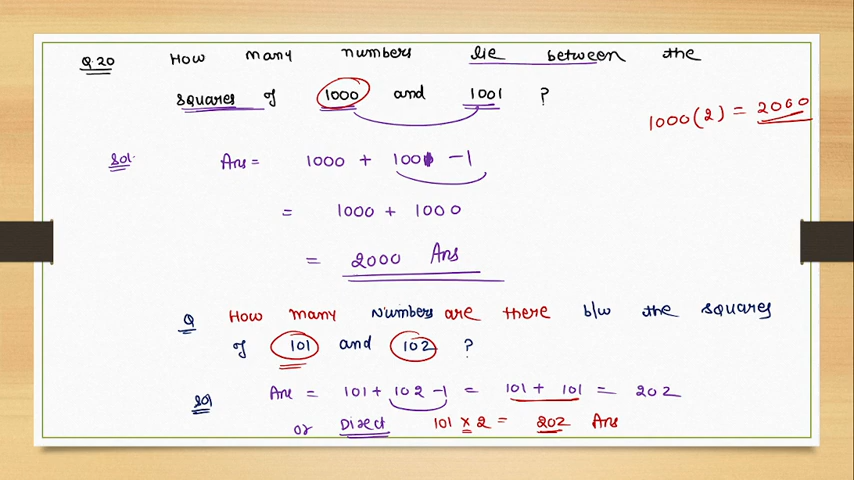 Q.20 How many numbers lie between the
squares of 1000 and 1001 ?
1000(2) = 2000
Sol. Ans = 1000 + 1001 - 1
= 1000 + 1000
= 2000 Ans
Q How many Numbers are there b/w the squares
of 101 and 102 ?
Sol Ans = 101 + 102 - 1 = 101 + 101 = 202
or Direct 101 × 2 = 202 Ans